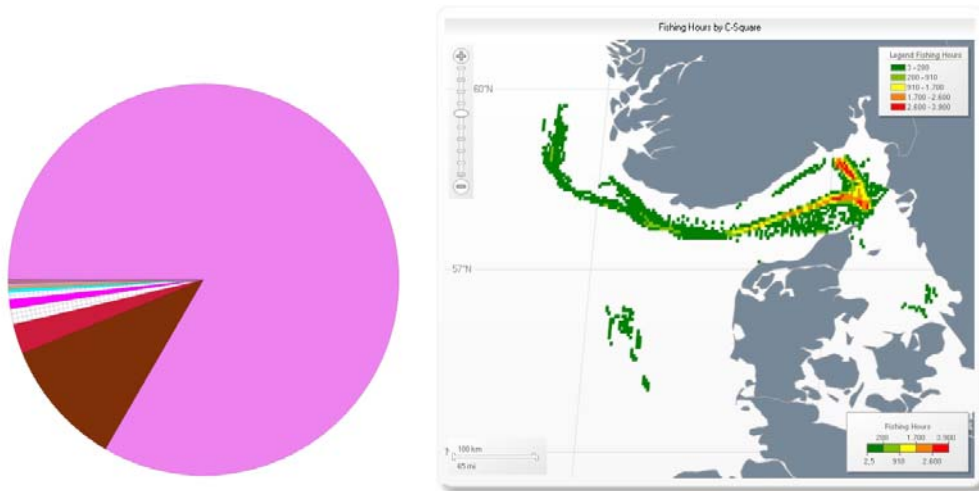 Fishing Hours by C-Square
Legend Fishing Hours
3 - 200
200 - 910
910 - 1.700
1.700 - 2.600
2.600 - 3.900
60°N
57°N
100 km
65 mi
Fishing Hours
200 1.700 3.900
2,5 910 2.600